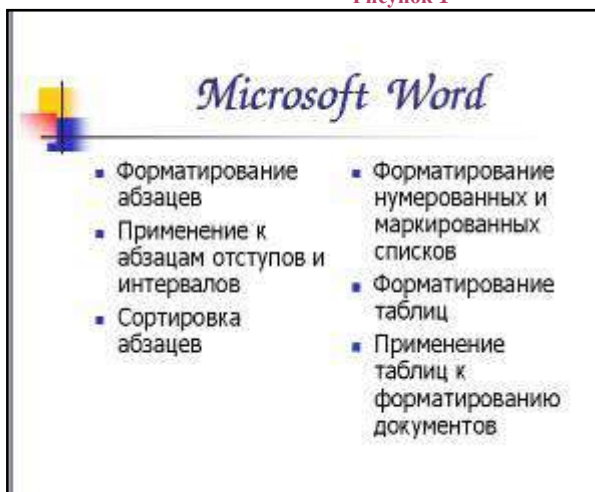 Microsoft Word
Форматирование
абзацев
Применение к
абзацам отступов и
интервалов
Сортировка
абзацев
Форматирование
нумерованных и
маркированных
списков
Форматирование
таблиц
Применение
таблиц к
форматированию
документов